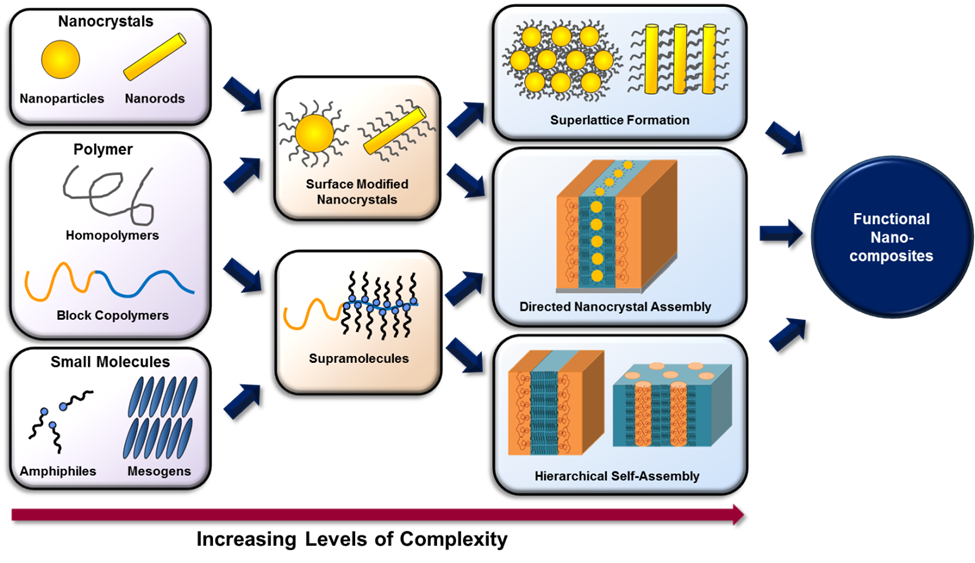 Nanocrystals
Nanoparticles
Nanorods
Polymer
Homopolymers
Block Copolymers
Small Molecules
Amphiphiles
Mesogens
Surface Modified
Nanocrystals
Supramolecules
Superlattice Formation
Directed Nanocrystal Assembly
Hierarchical Self-Assembly
Functional
Nano-
composites
Increasing Levels of Complexity